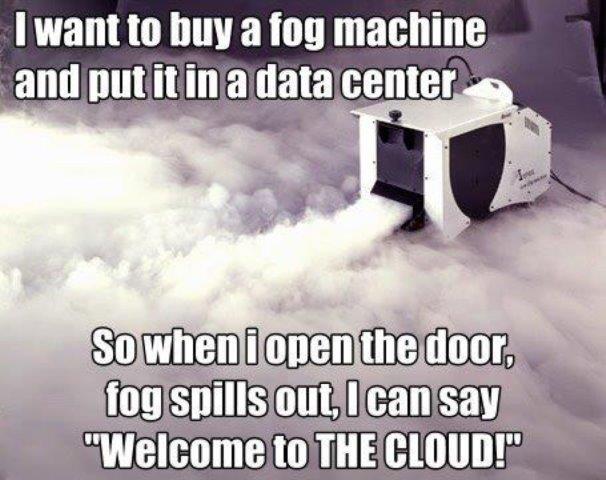 I want to buy a fog machine
and put it in a data center
So when i open the door,
fog spills out, I can say
"Welcome to THE CLOUD!"